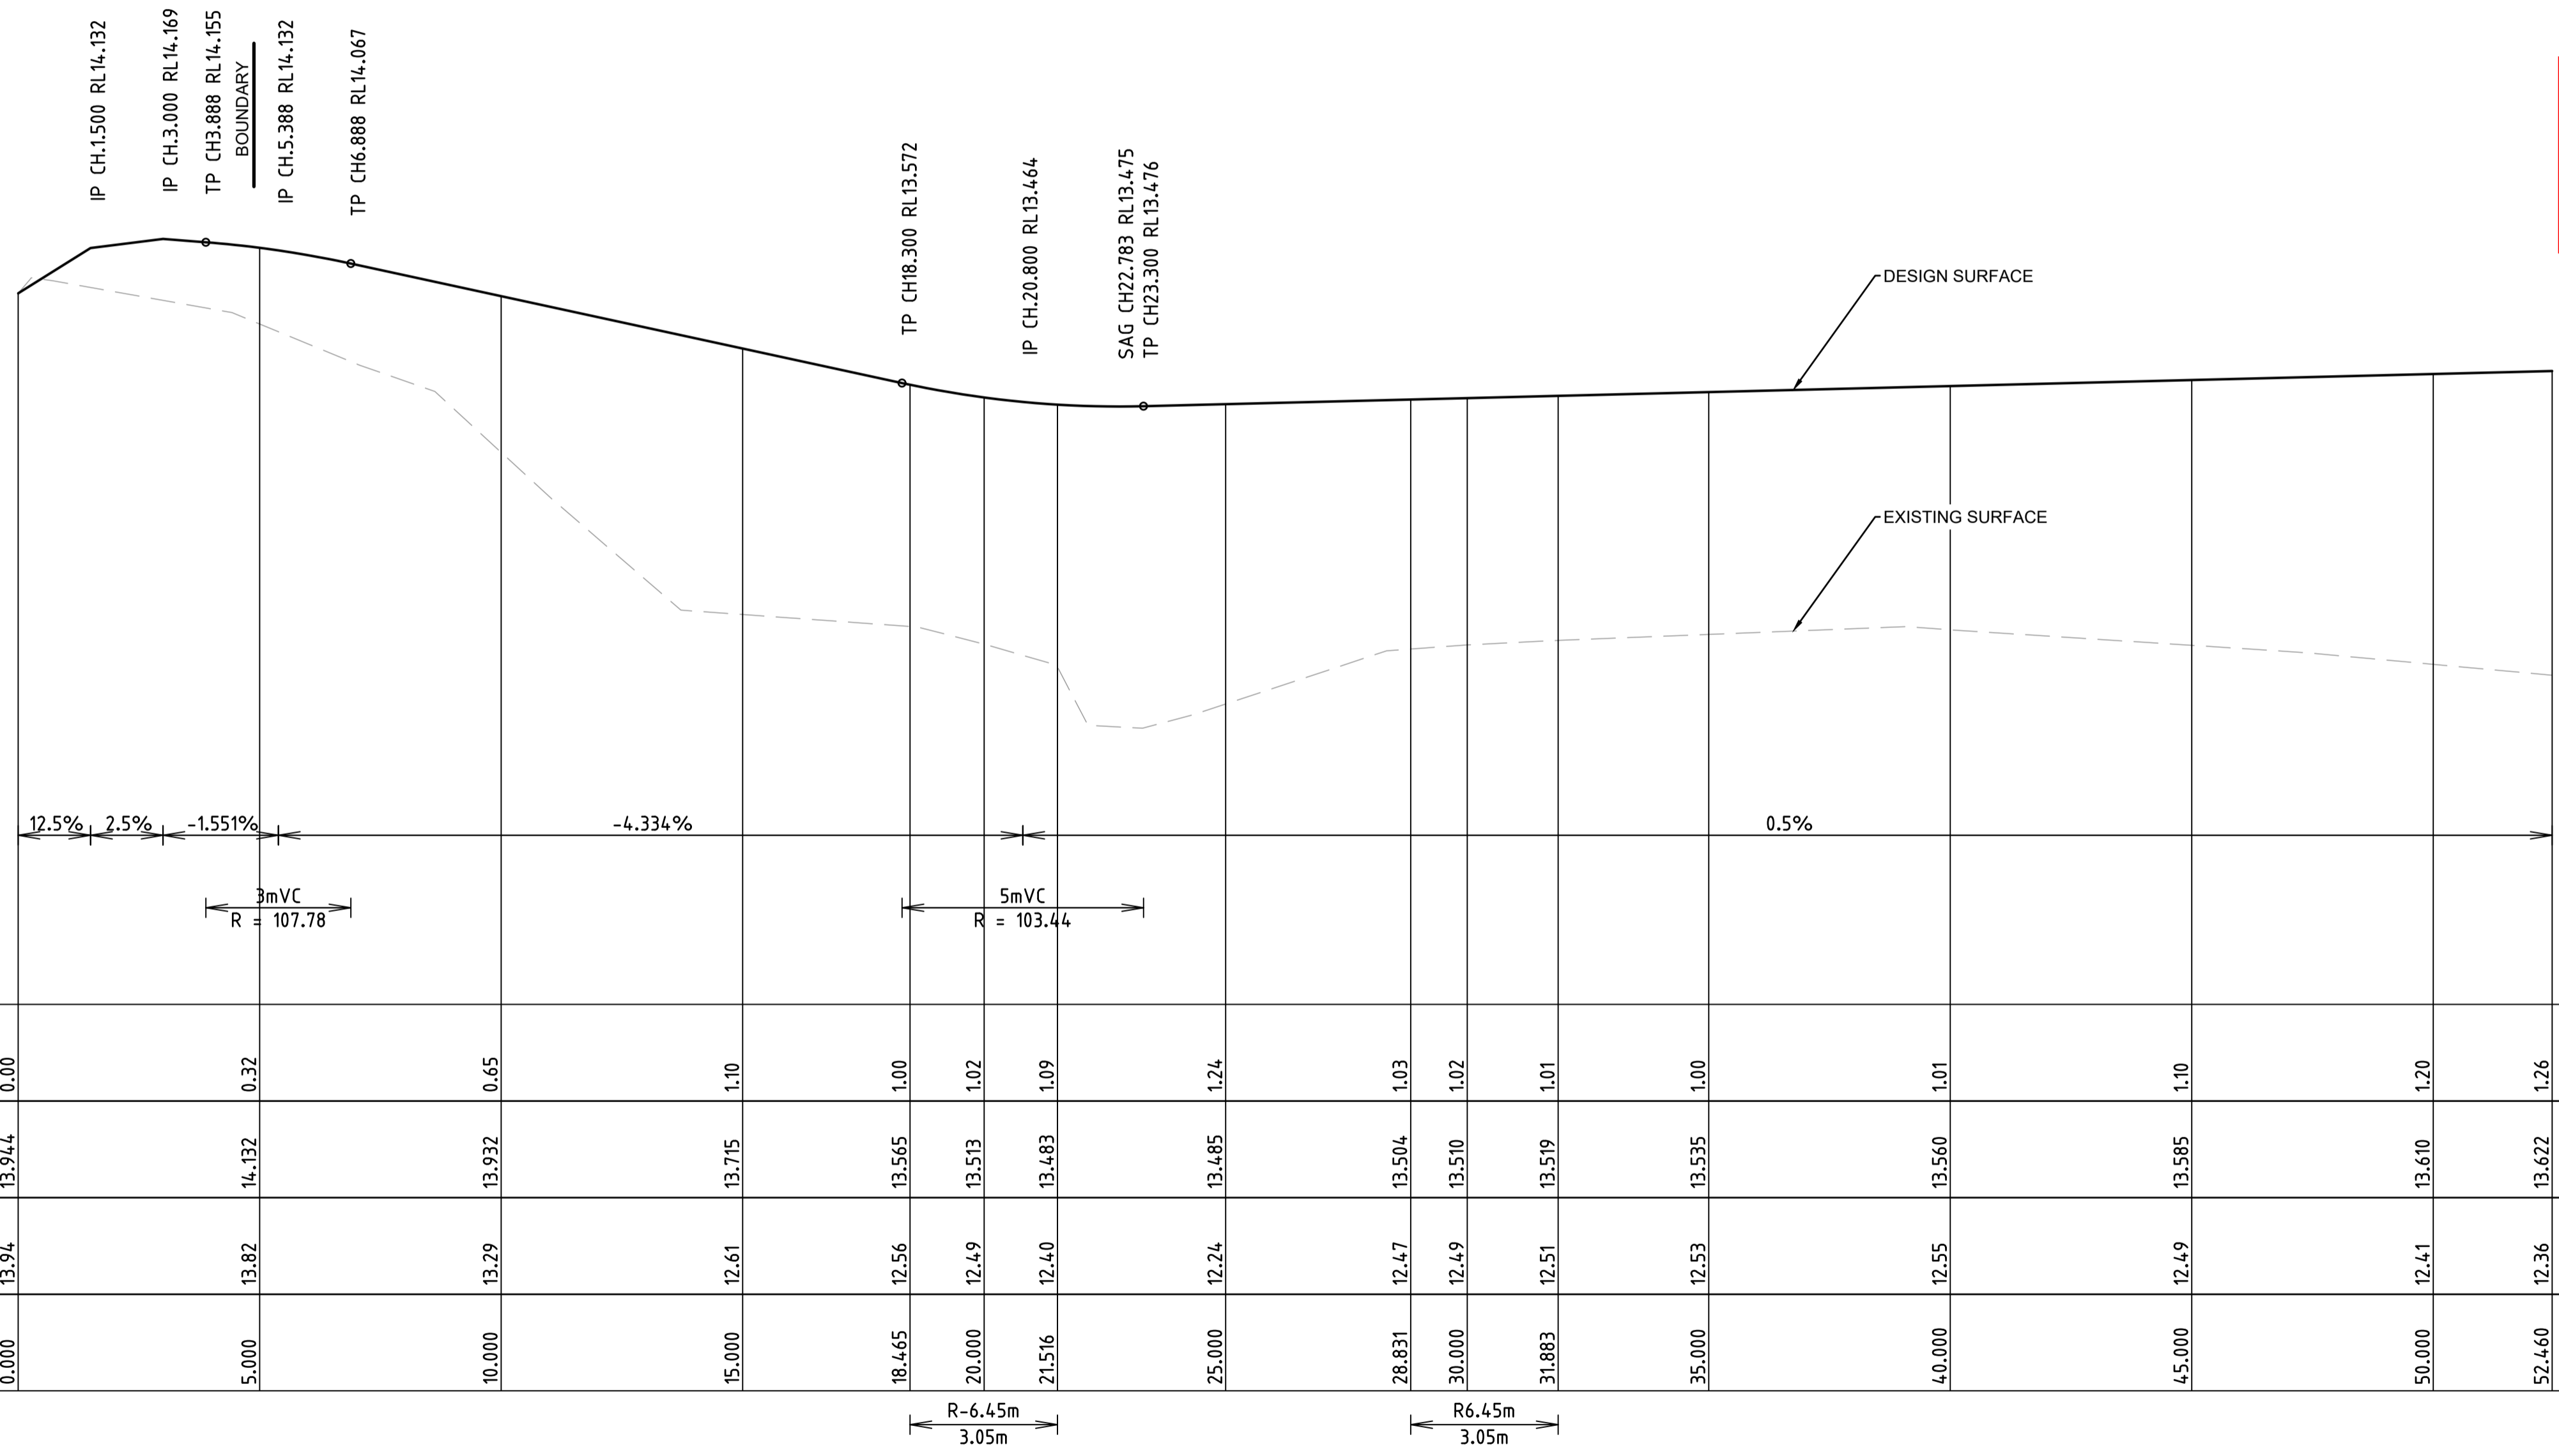 IP CH.1.500 RL14.132
IP CH.3.000 RL14.169
TP CH3.888 RL14.155
BOUNDARY
IP CH.5.388 RL14.132
TP CH6.888 RL14.067
TP CH18.300 RL13.572
IP CH.20.800 RL13.464
SAG CH22.783 RL13.475
TP CH23.300 RL13.476
DESIGN SURFACE
EXISTING SURFACE
12.5% 2.5% -1.551% -4.334% 0.5%
3mVC 5mVC
R = 107.78 R = 103.44
0.00 0.32 0.65 1.10 1.00 1.02 1.09 1.24 1.03 1.02 1.01 1.00 1.01 1.10 1.20 1.26
13.944 14.132 13.932 13.715 13.565 13.513 13.483 13.485 13.504 13.510 13.519 13.535 13.560 13.585 13.610 13.622
13.94 13.82 13.29 12.61 12.56 12.49 12.40 12.24 12.47 12.49 12.51 12.53 12.55 12.49 12.41 12.36
0.000 5.000 10.000 15.000 18.465 20.000 21.516 25.000 28.831 30.000 31.883 35.000 40.000 45.000 50.000 52.460
R-6.45m R6.45m
3.05m 3.05m